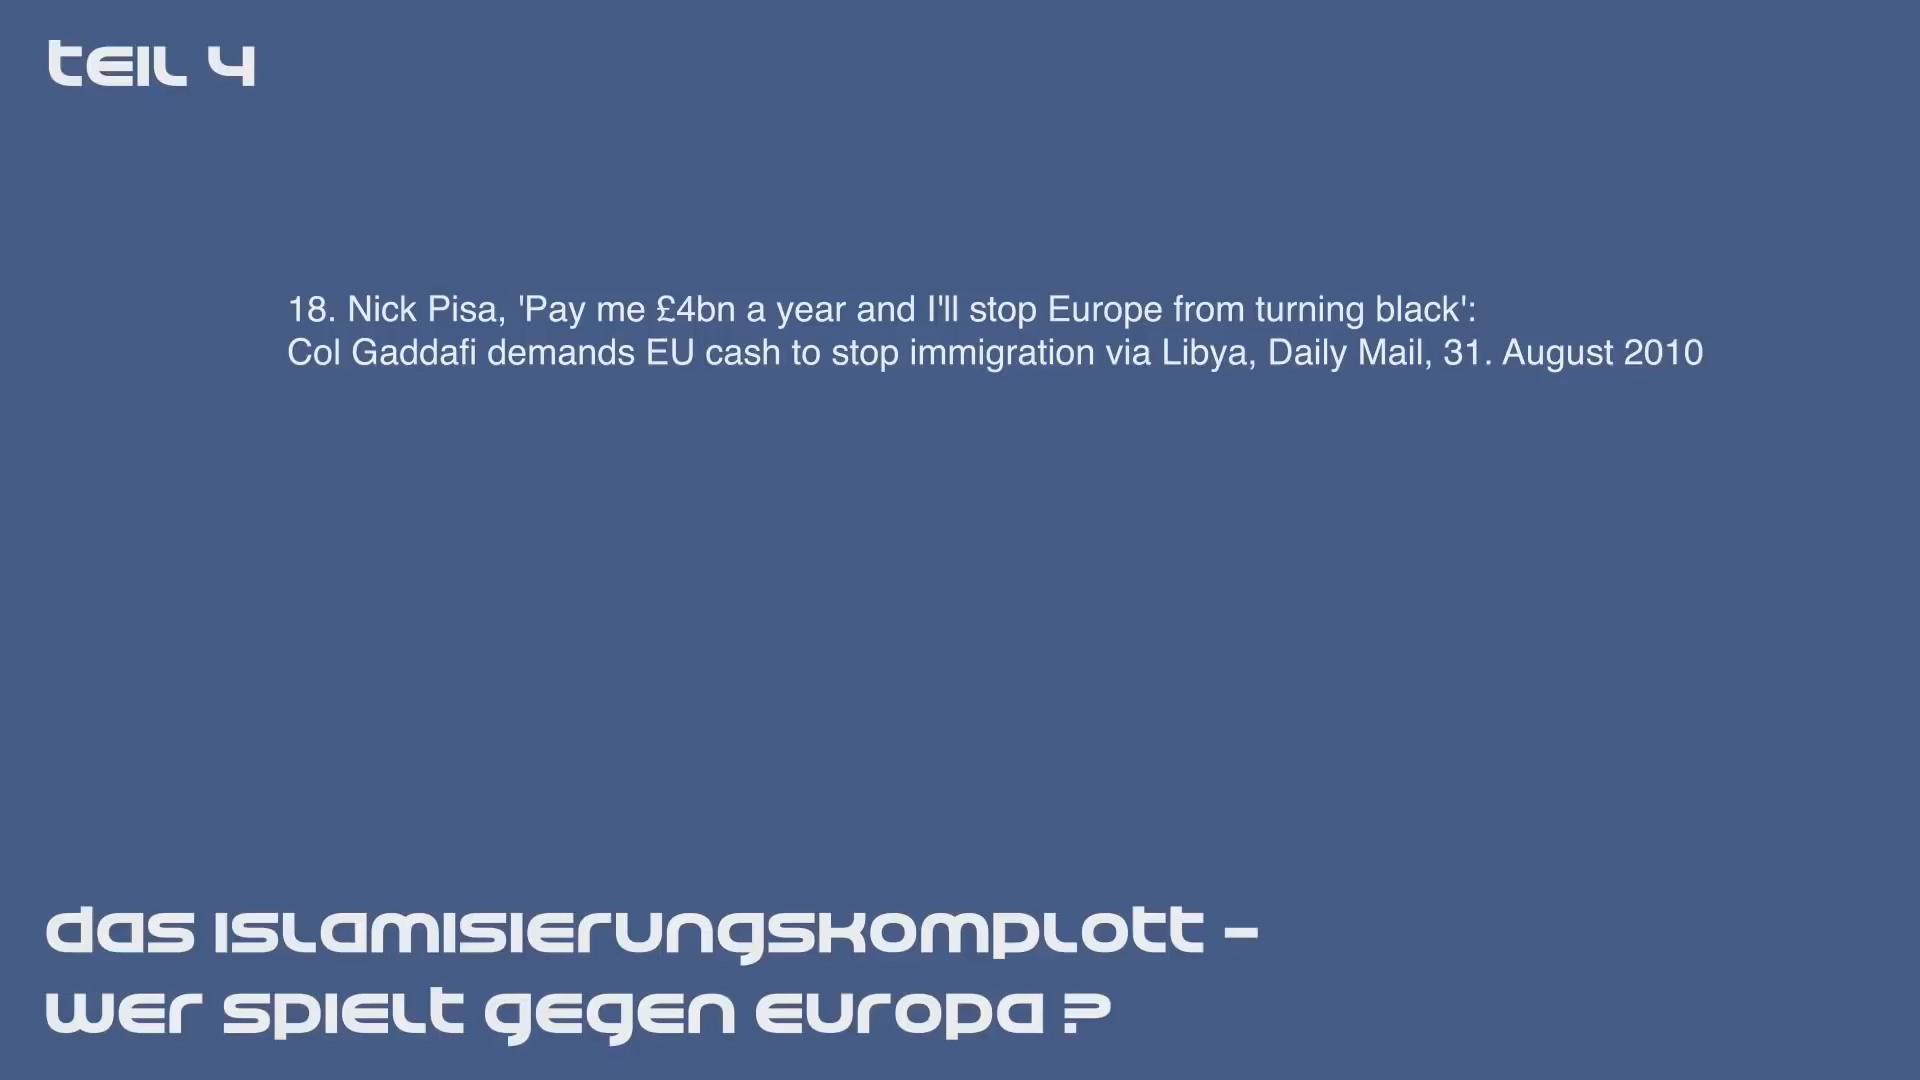 Teil 4
18. Nick Pisa, 'Pay me £4bn a year and I'll stop Europe from turning black':
Col Gaddafi demands EU cash to stop immigration via Libya, Daily Mail, 31. August 2010
Das Islamisierungskomplott –
Wer spielt gegen Europa ?